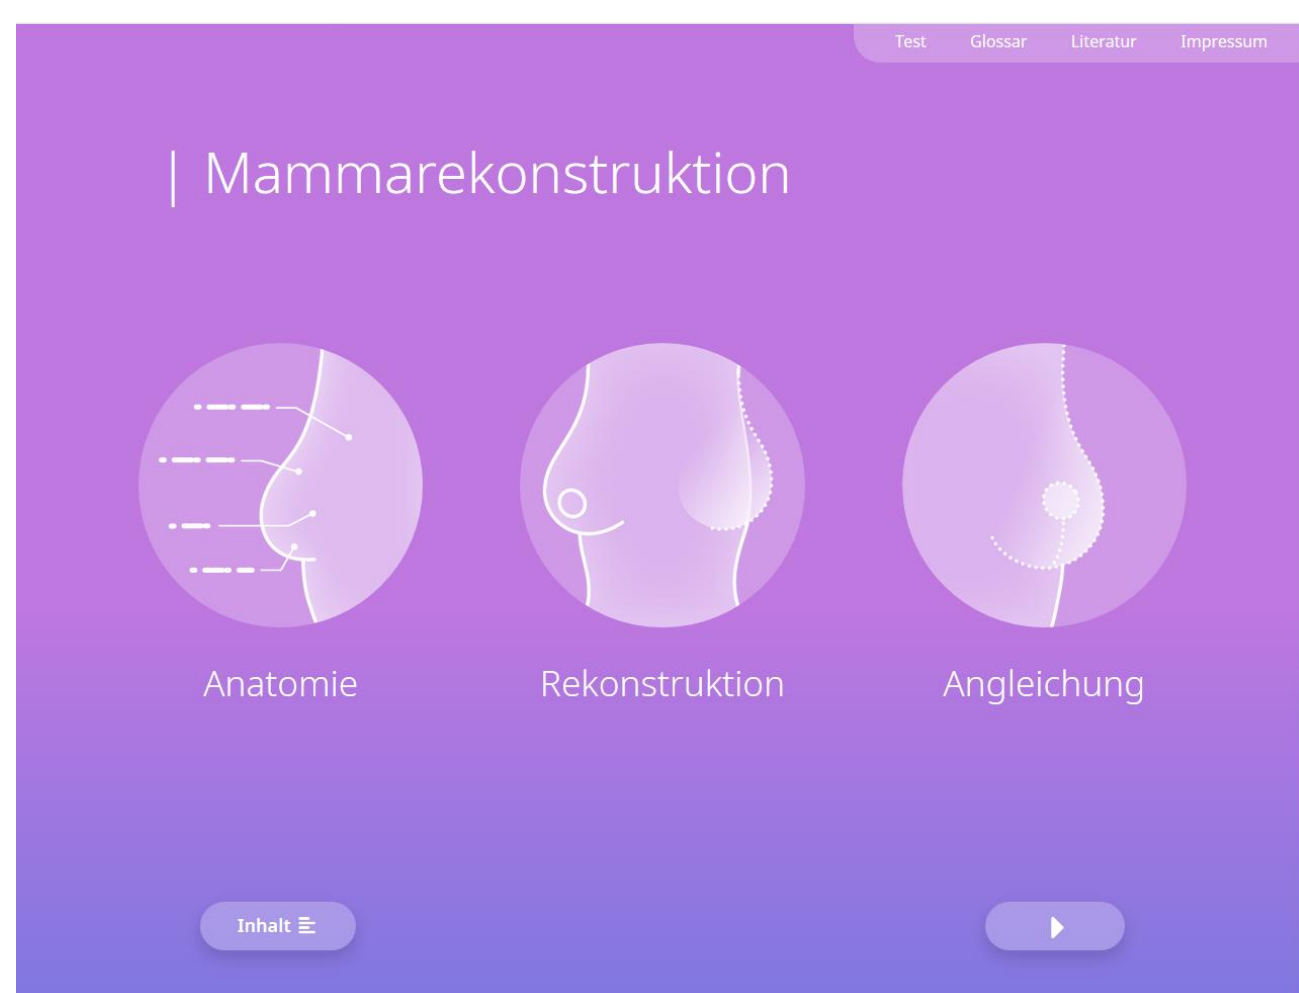 Test Glossar Literatur Impressum
| Mammarekonstruktion
Anatomie Rekonstruktion Angleichung
Inhalt